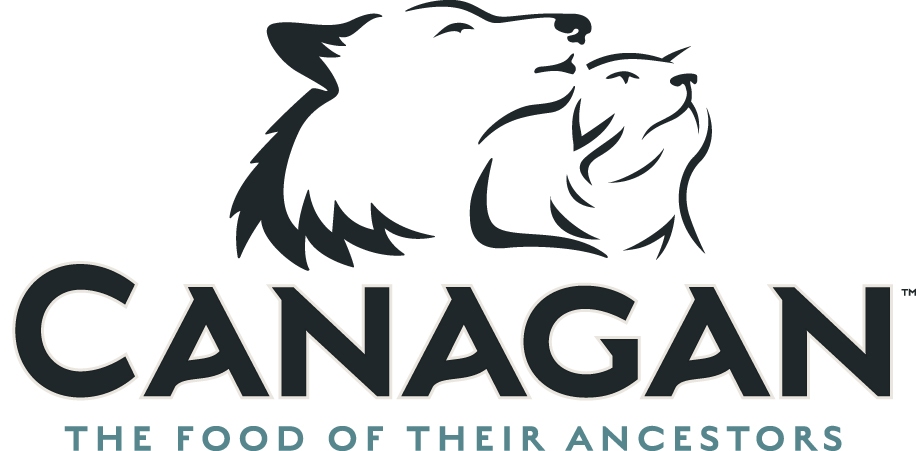 CANAGAN™
THE FOOD OF THEIR ANCESTORS